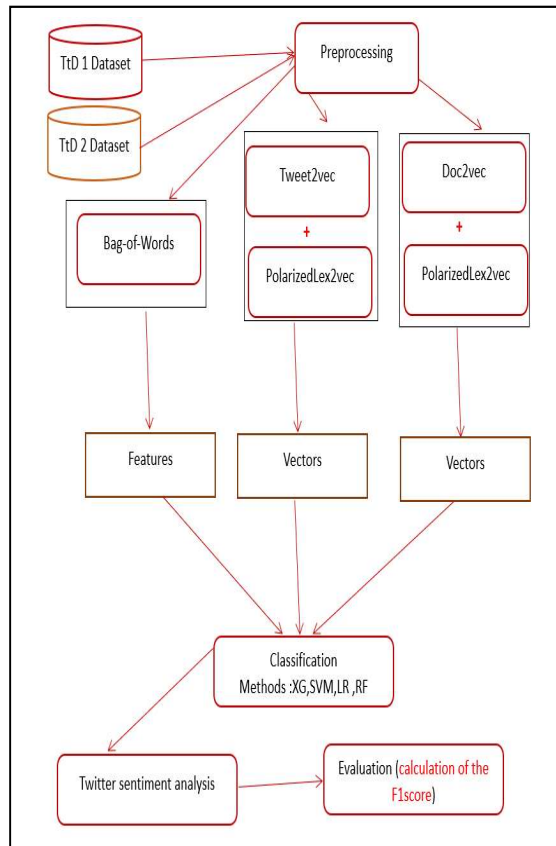 TtD 1 Dataset
Preprocessing
TtD 2 Dataset
Tweet2vec
Doc2vec
+
+
Bag-of-Words
PolarizedLex2vec
PolarizedLex2vec
Features
Vectors
Vectors
Classification
Methods :XG,SVM,LR ,RF
Twitter sentiment analysis
Evaluation (calculation of the
F1score)